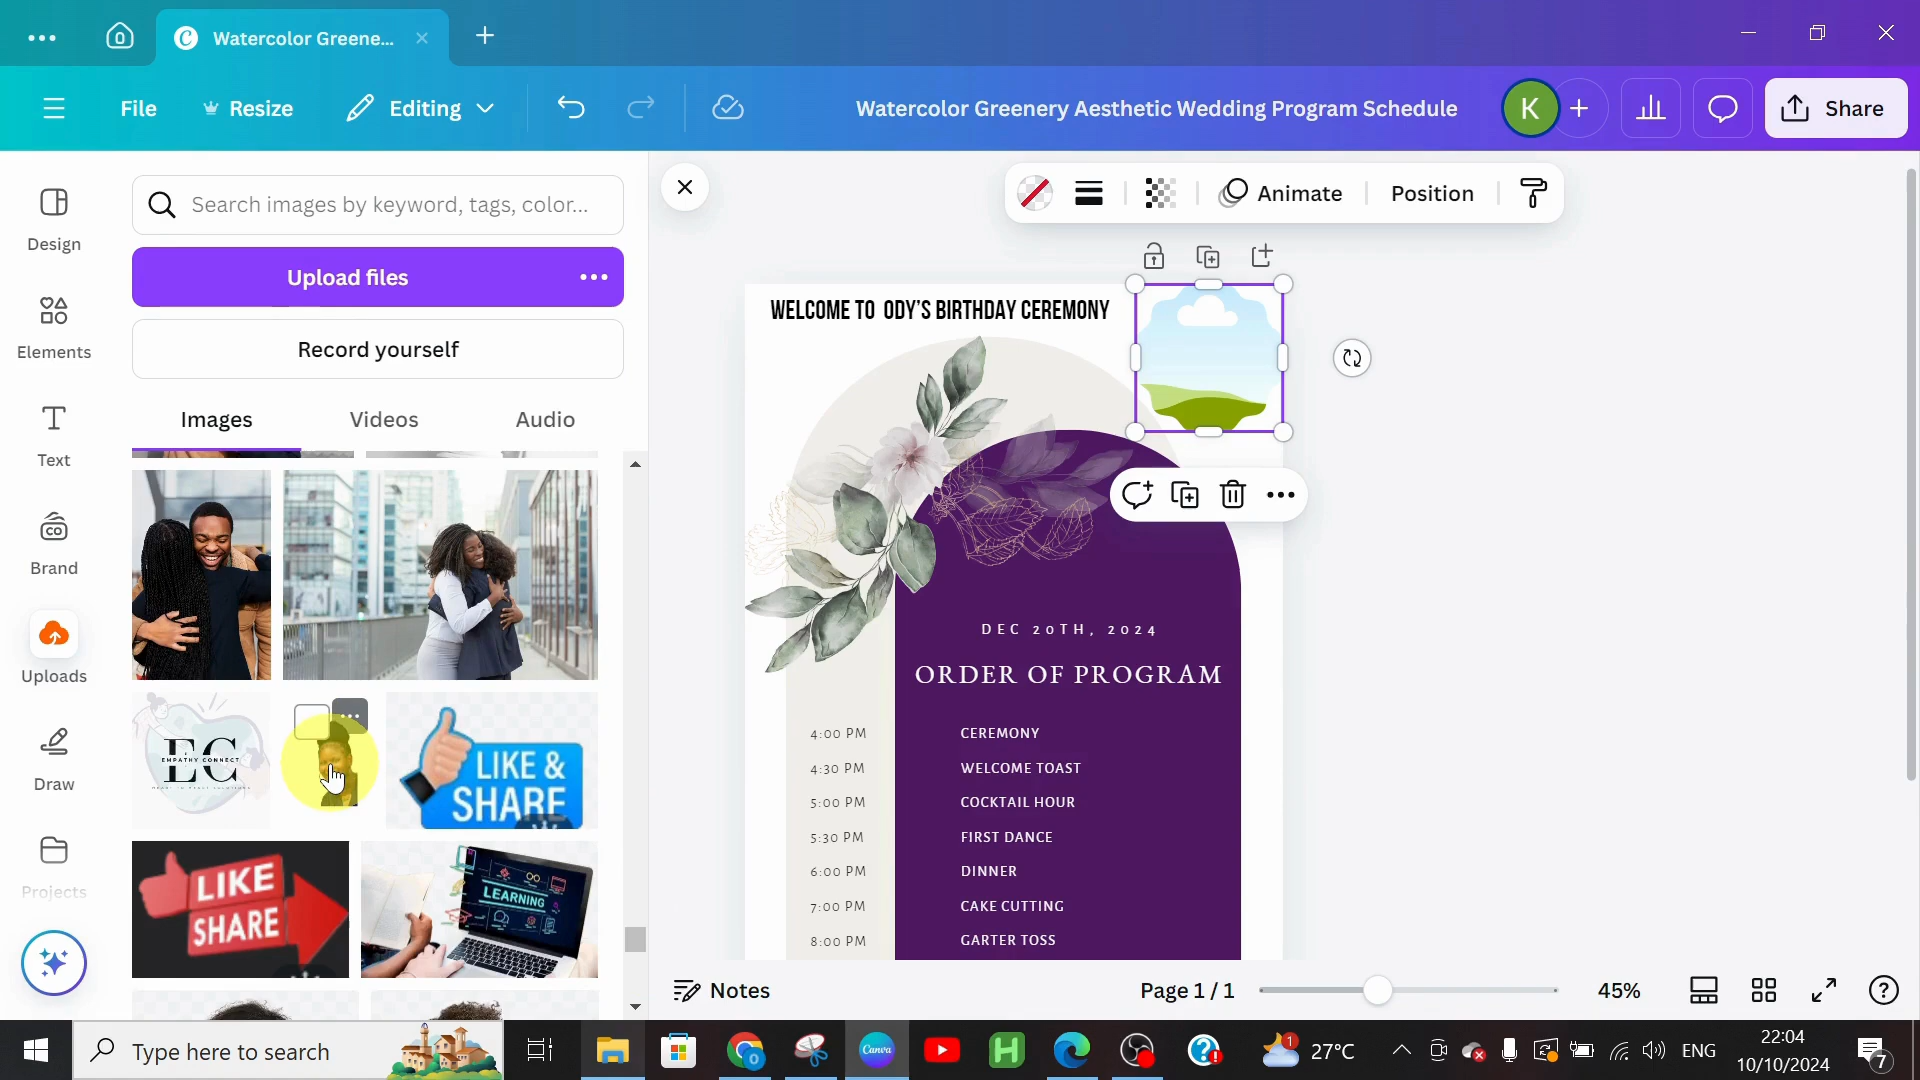 Watercolor Greene...
File
Resize
Editing
Watercolor Greenery Aesthetic Wedding Program Schedule
K
Share
Search images by keyword, tags, color...
Upload files
Record yourself
Images
Videos
Audio
Design
Elements
Text
Brand
Uploads
Draw
Projects
EC
EMPATHY CONNECT
LIKE &
SHARE
LIKE
SHARE
LEARNING
Animate
Position
WELCOME TO ODY'S BIRTHDAY CEREMONY
DEC 20TH, 2024
ORDER OF PROGRAM
4:00 PM CEREMONY
4:30 PM WELCOME TOAST
5:00 PM COCKTAIL HOUR
5:30 PM FIRST DANCE
6:00 PM DINNER
7:00 PM CAKE CUTTING
8:00 PM GARTER TOSS
Notes
Page 1 / 1
45%
Type here to search
Canva
1
27°C
ENG
22:04
10/10/2024
7